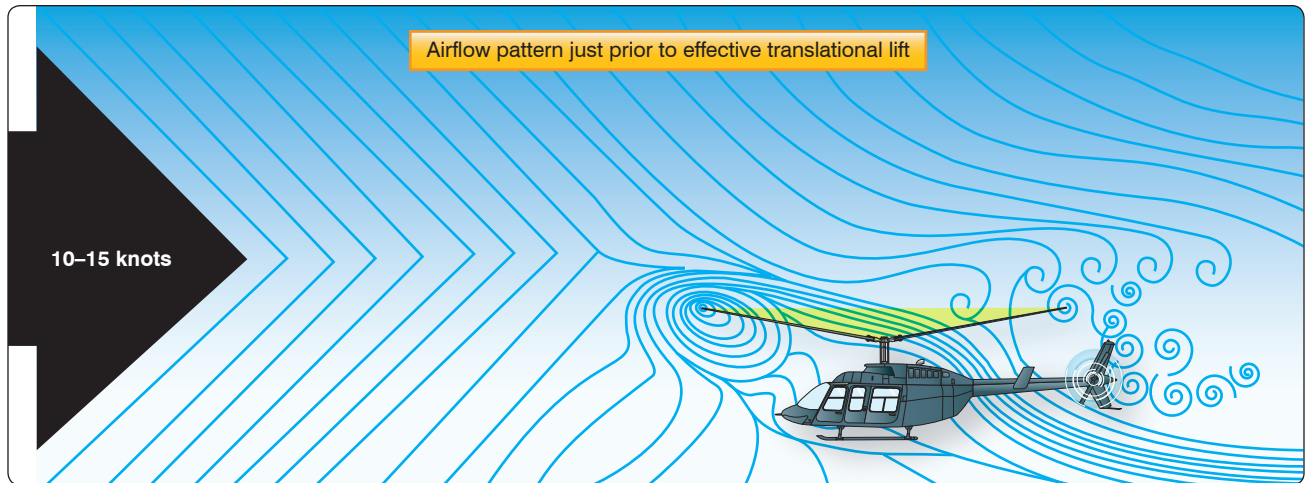 Airflow pattern just prior to effective translational lift
10–15 knots